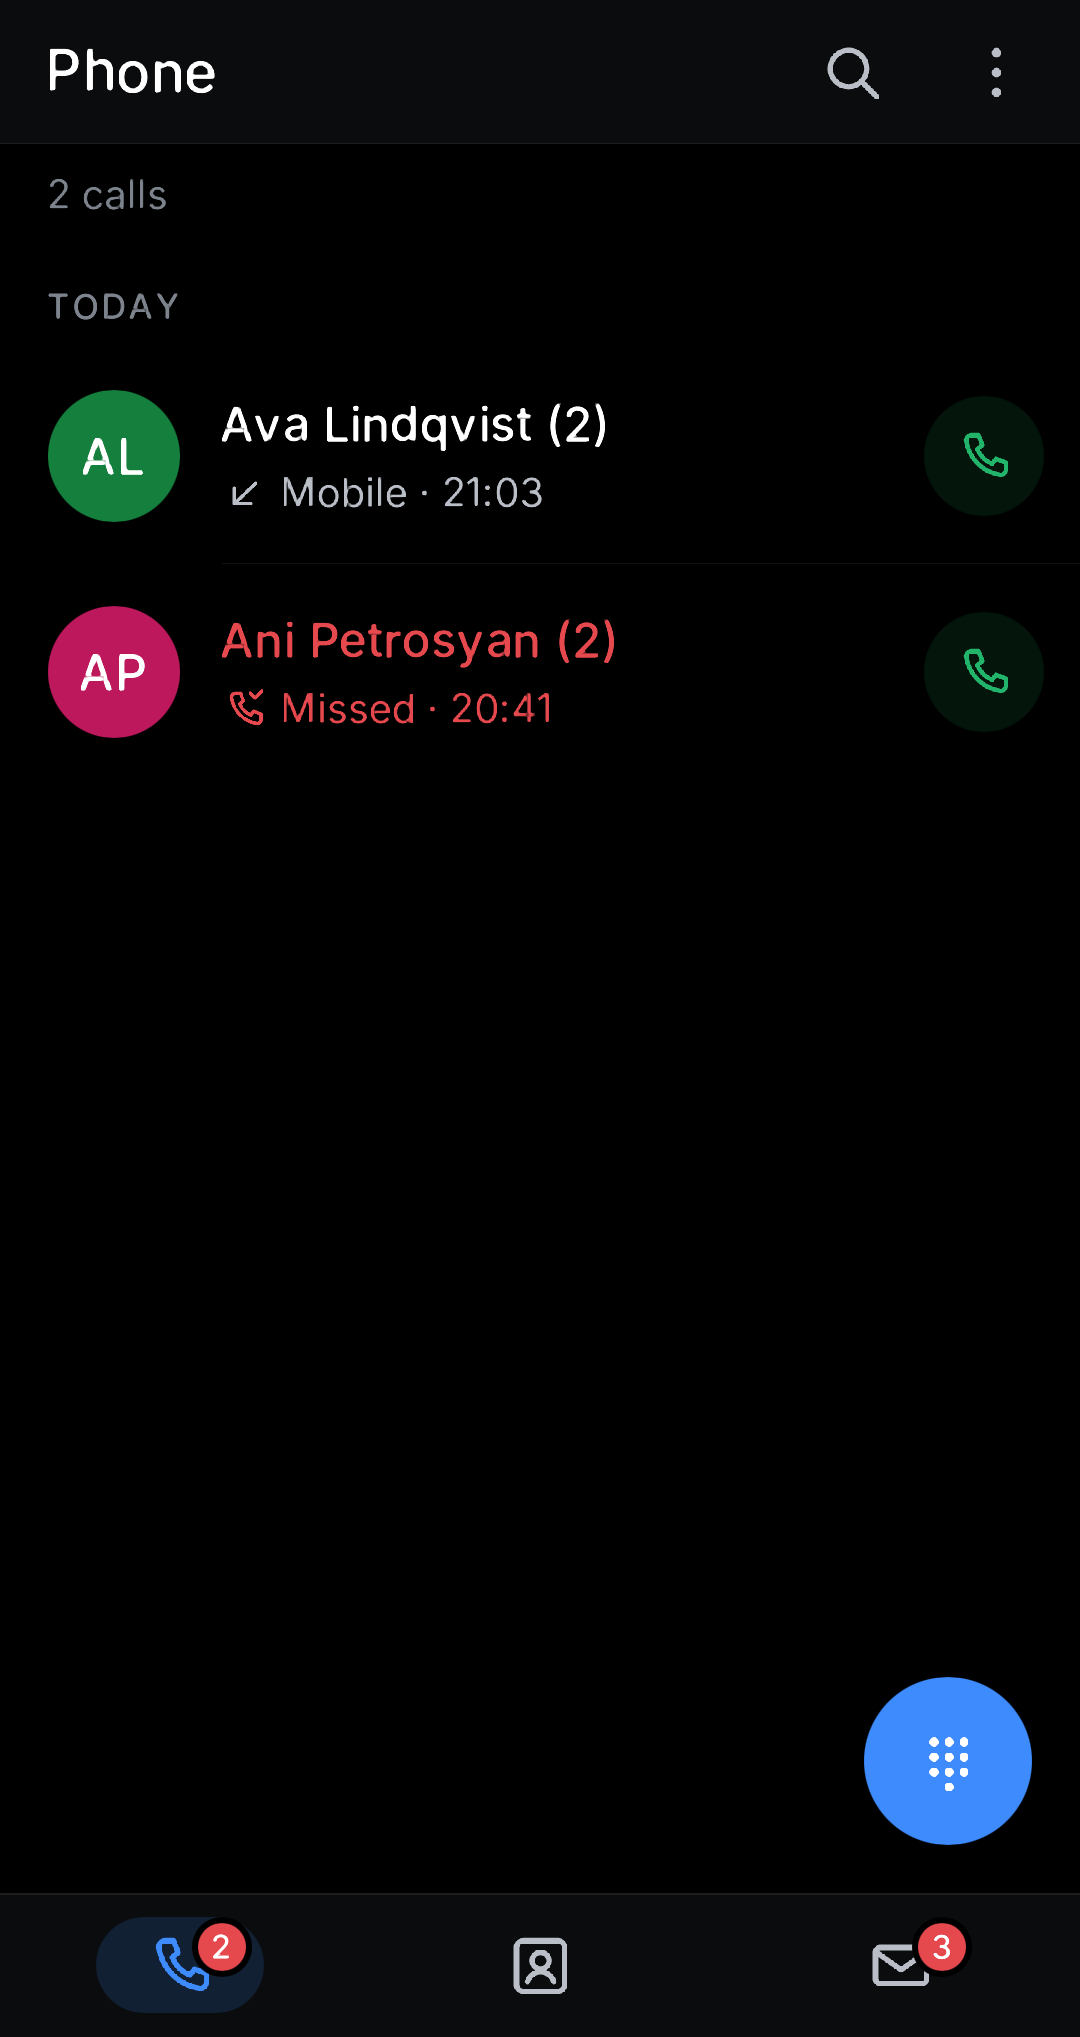 Phone
2 calls
TODAY
AL
Ava Lindqvist (2)
Mobile · 21:03
AP
Ani Petrosyan (2)
Missed · 20:41
2
3